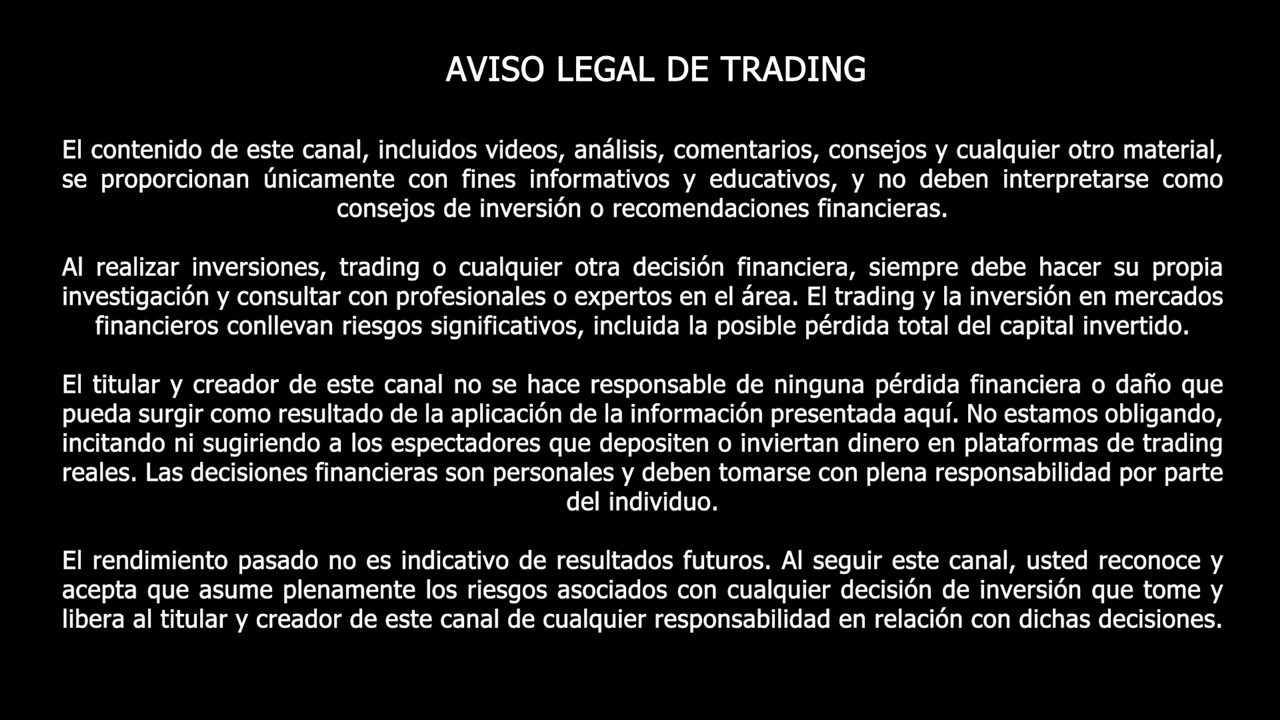 AVISO LEGAL DE TRADING
El contenido de este canal, incluidos videos, análisis, comentarios, consejos y cualquier otro material,
se proporcionan únicamente con fines informativos y educativos, y no deben interpretarse como
consejos de inversión o recomendaciones financieras.
Al realizar inversiones, trading o cualquier otra decisión financiera, siempre debe hacer su propia
investigación y consultar con profesionales o expertos en el área. El trading y la inversión en mercados
financieros conllevan riesgos significativos, incluida la posible pérdida total del capital invertido.
El titular y creador de este canal no se hace responsable de ninguna pérdida financiera o daño que
pueda surgir como resultado de la aplicación de la información presentada aquí. No estamos obligando,
incitando ni sugiriendo a los espectadores que depositen o inviertan dinero en plataformas de trading
reales. Las decisiones financieras son personales y deben tomarse con plena responsabilidad por parte
del individuo.
El rendimiento pasado no es indicativo de resultados futuros. Al seguir este canal, usted reconoce y
acepta que asume plenamente los riesgos asociados con cualquier decisión de inversión que tome y
libera al titular y creador de este canal de cualquier responsabilidad en relación con dichas decisiones.